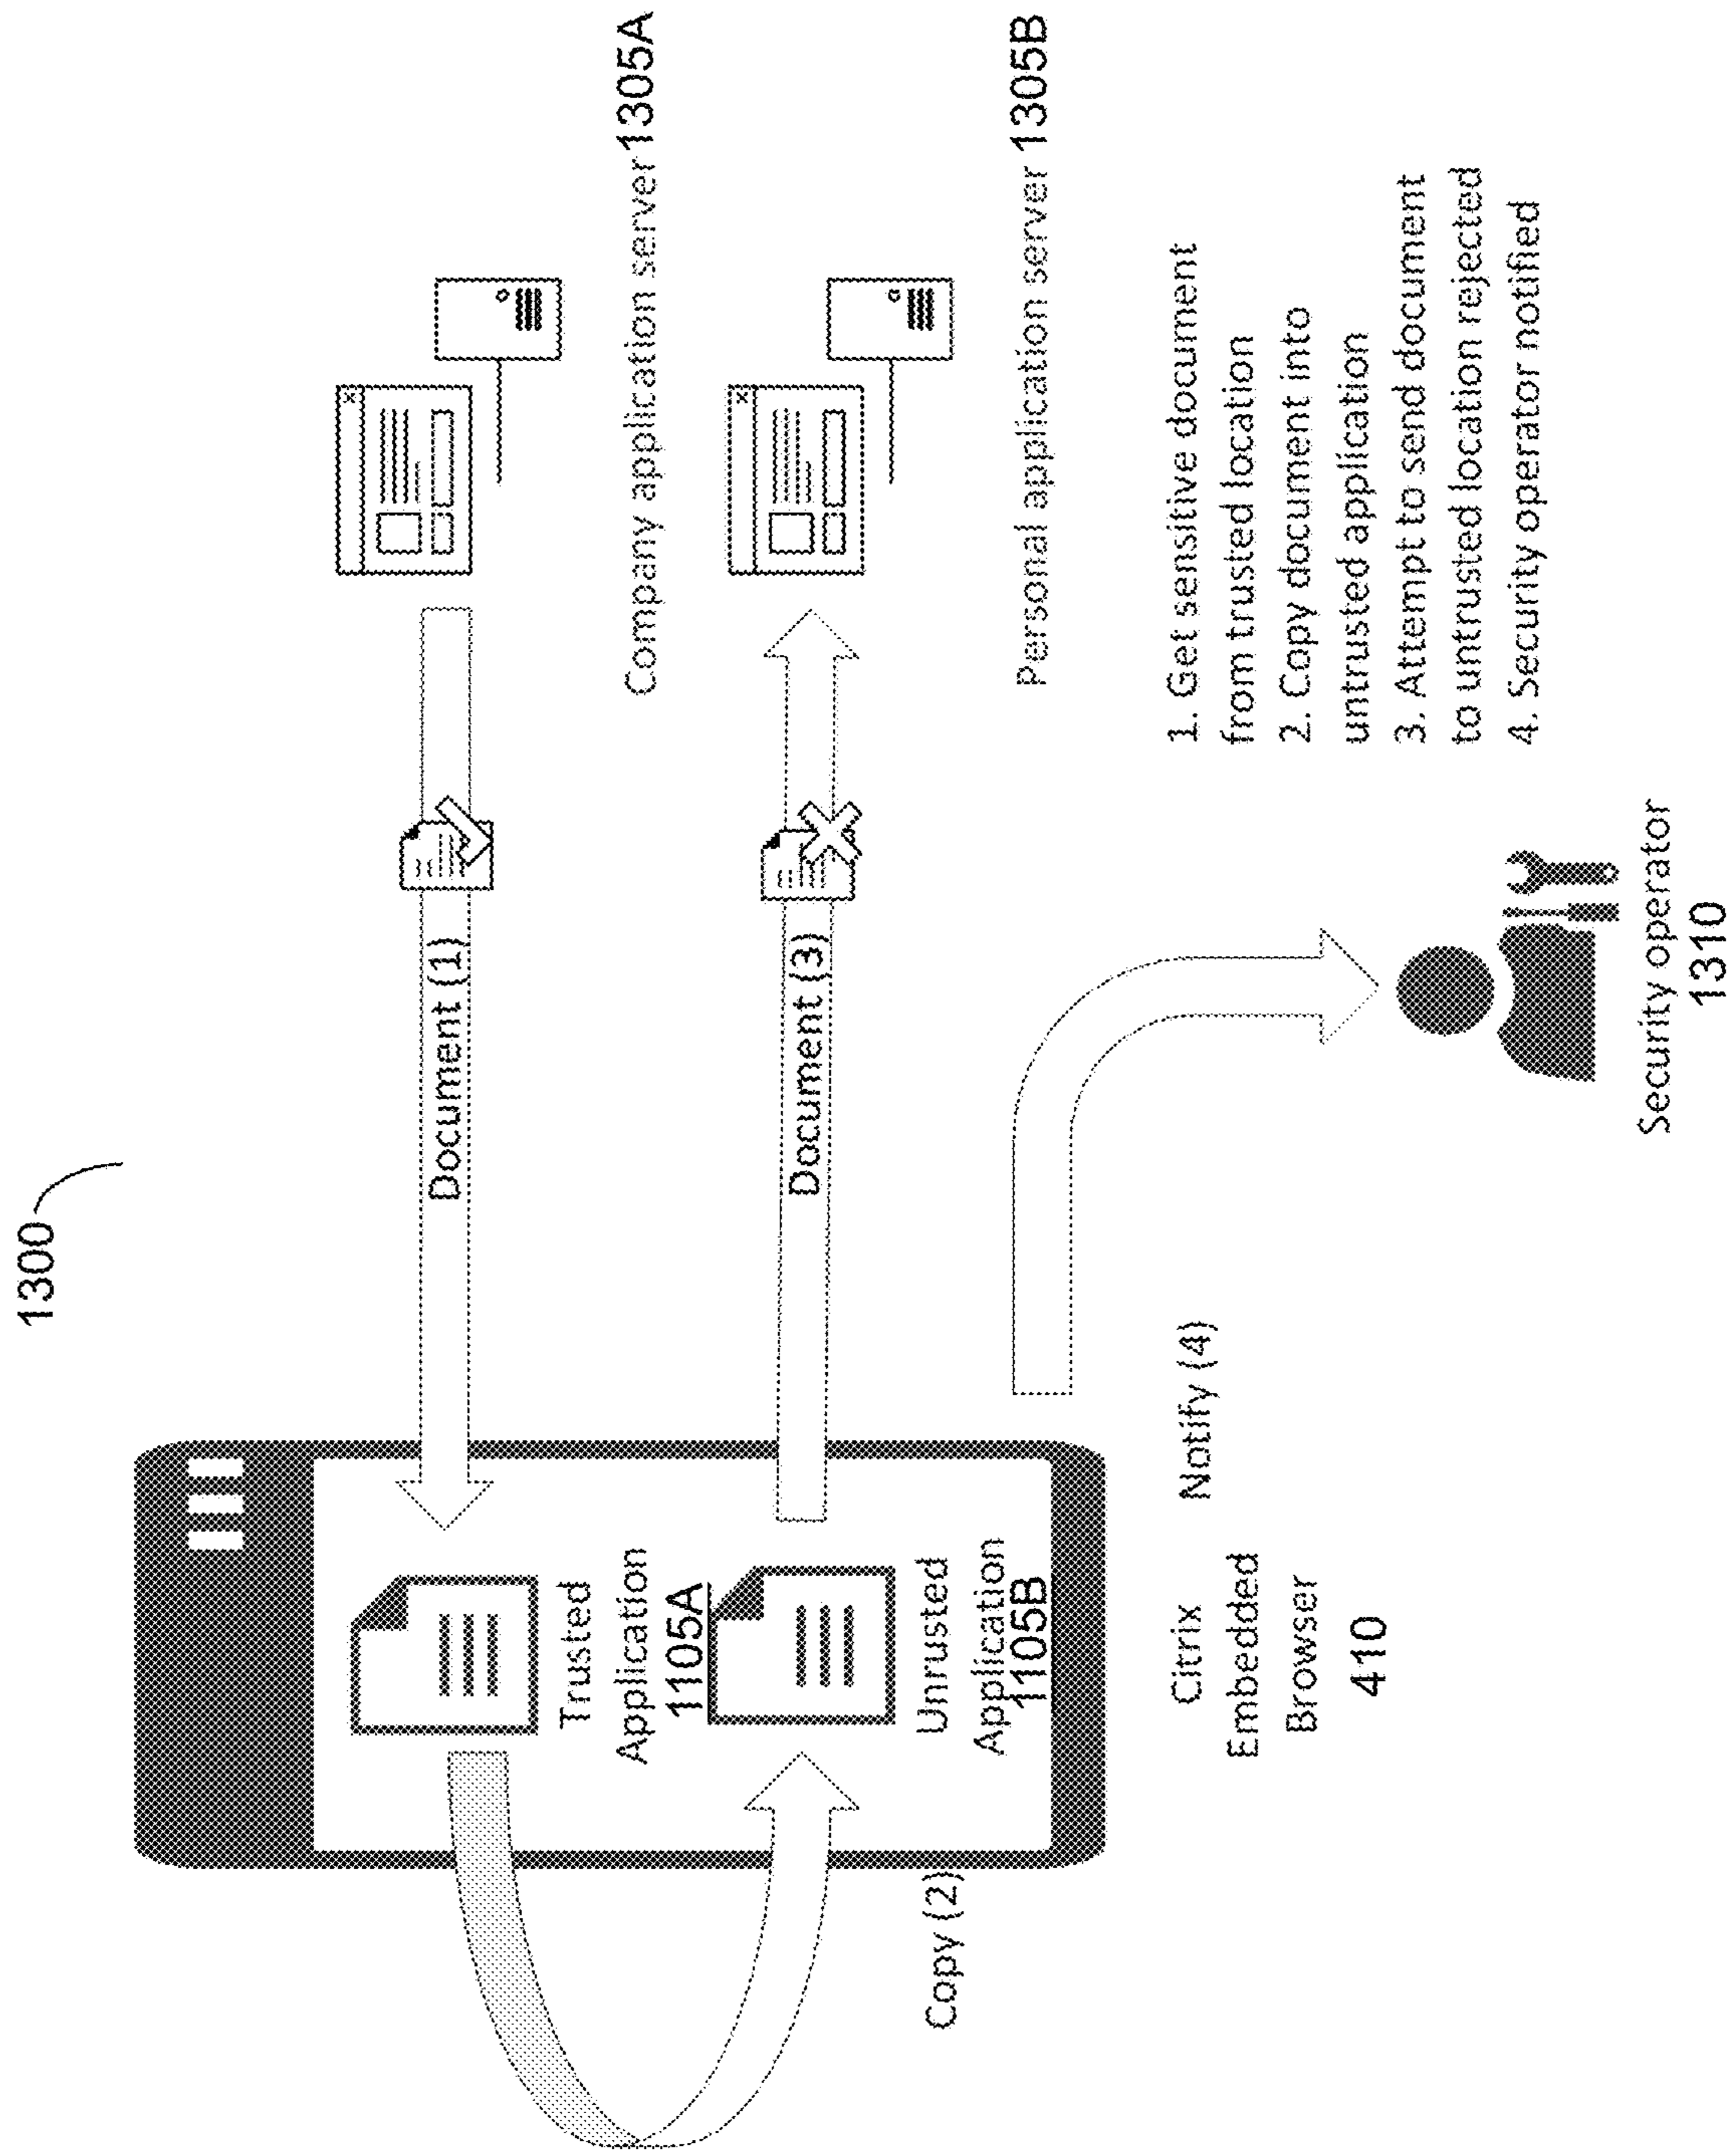 1300
Document (1)
Company application server 1305A
Trusted
Application
1105A
Document (3)
Personal application server 1305B
Unrusted
Application
1105B
Copy (2)
Citrix
Embedded
Browser
410
Notify (4)
Security operator
1310
1. Get sensitive document
from trusted location
2. Copy document into
untrusted application
3. Attempt to send document
to untrusted location rejected
4. Security operator notified